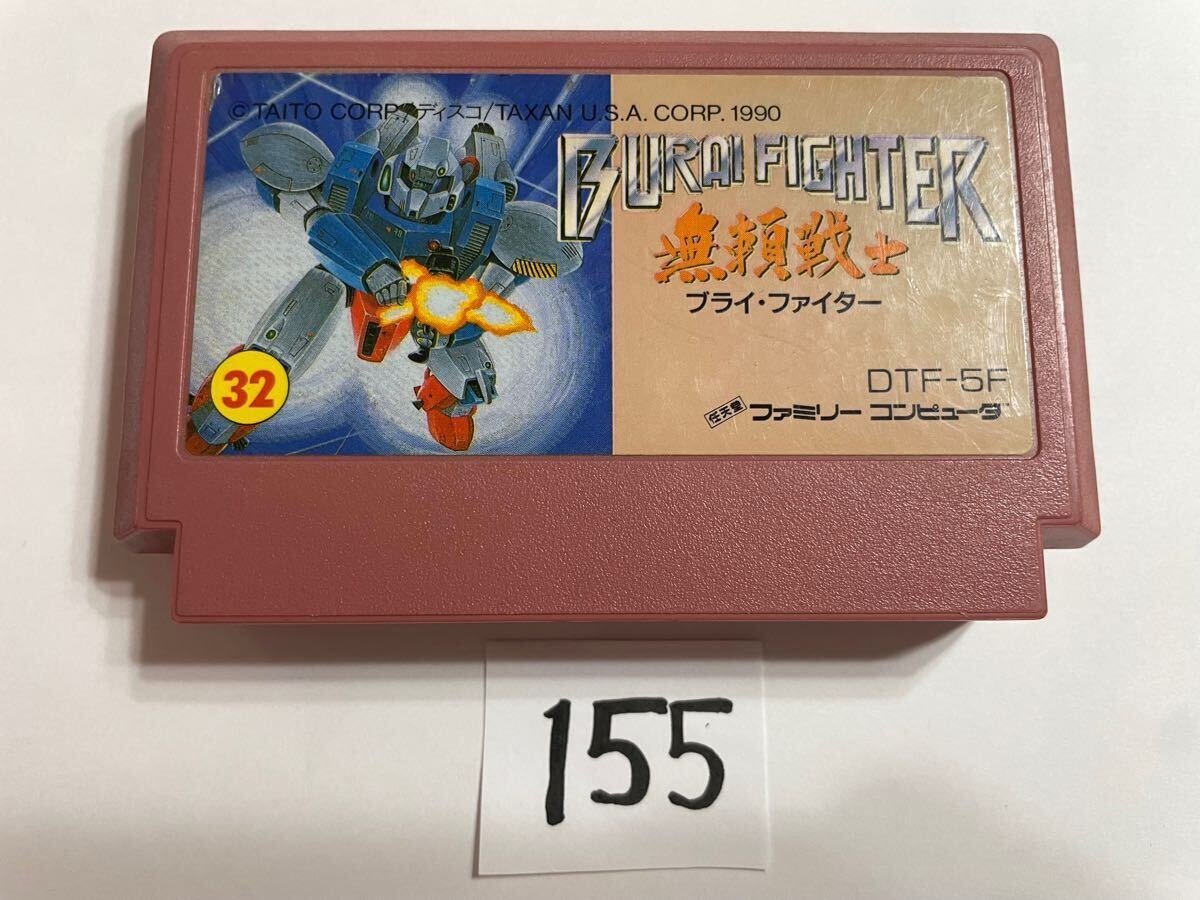 © TAITO CORP./ディスコ/TAXAN U.S.A. CORP. 1990
BURAI FIGHTER
無頼戦士
ブライ・ファイター
32
DTF-5F
任天堂 ファミリー コンピュータ
155